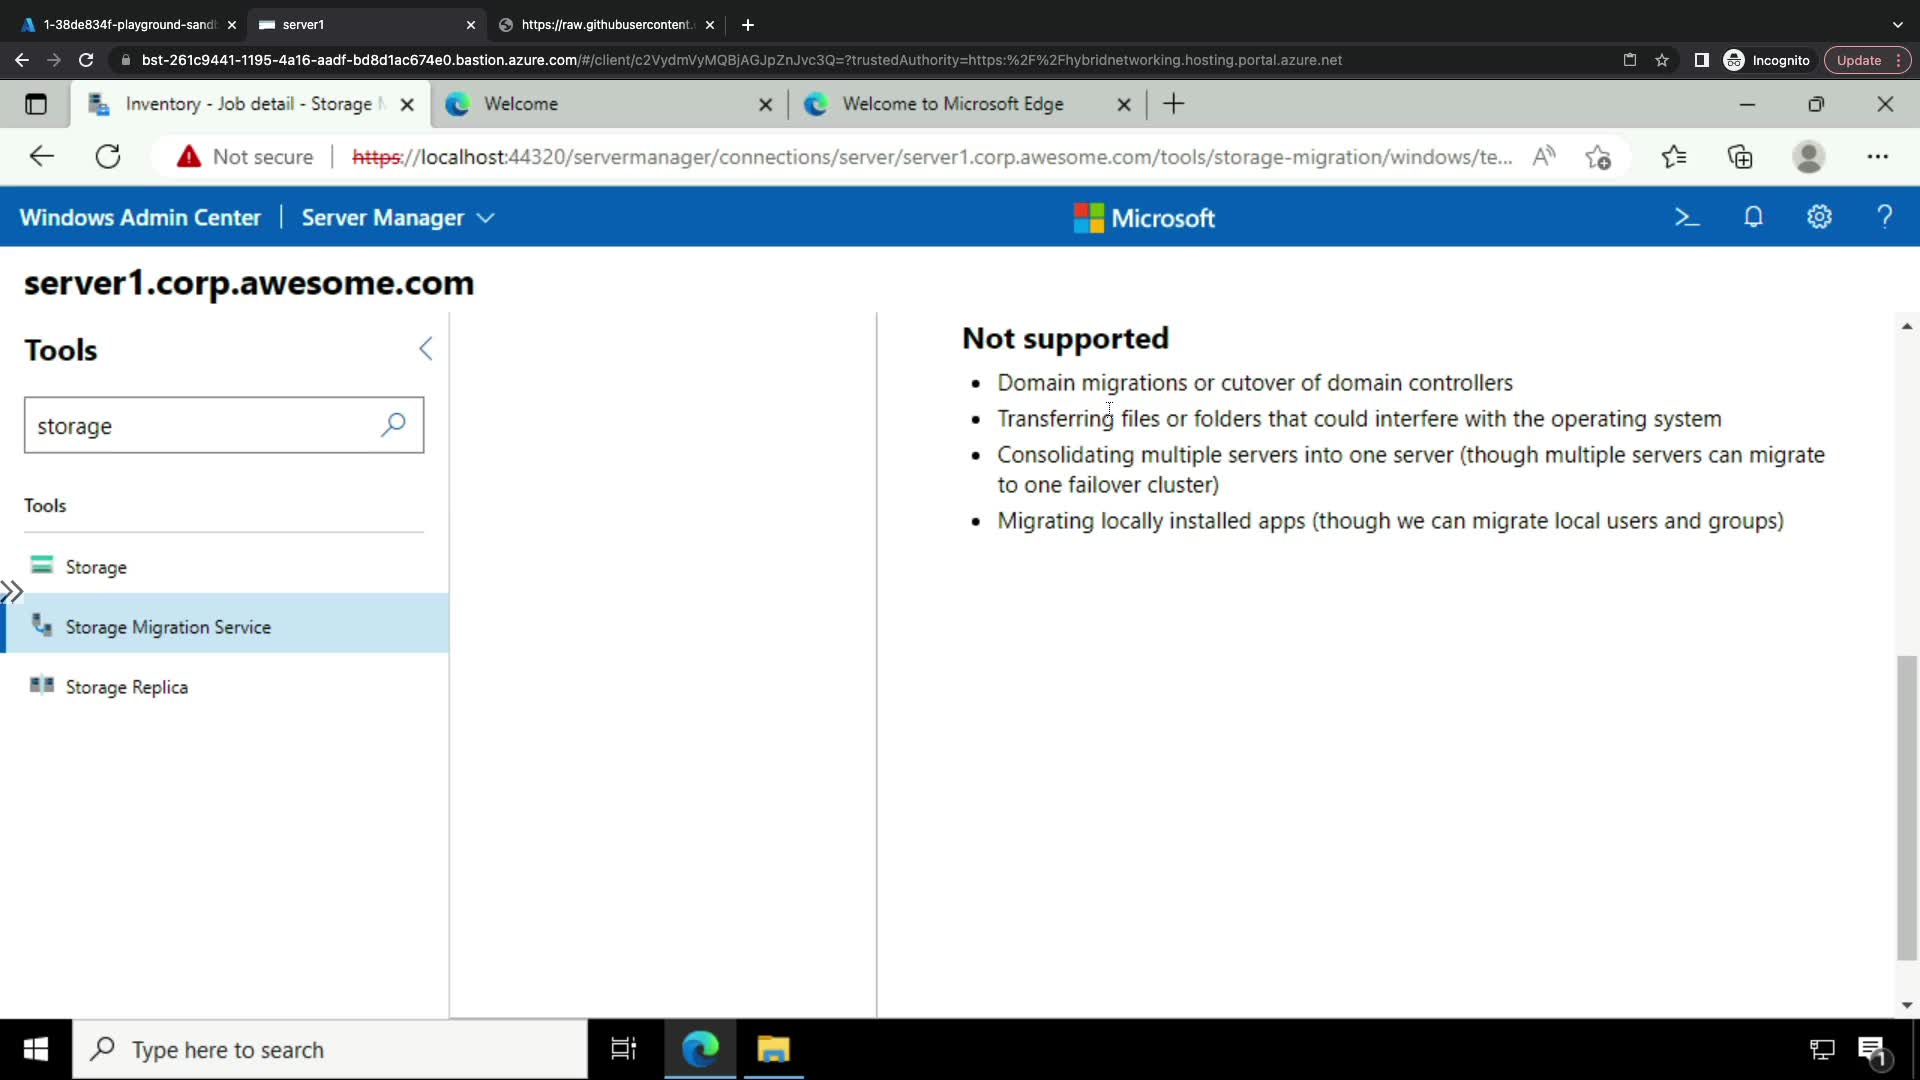 1-38de834f-playground-sand
server1
https://raw.githubusercontent.
bst-261c9441-1195-4a16-aadf-bd8d1ac674e0.bastion.azure.com/#/client/c2VydmVyMQBjAGJpZnJvc3Q=?trustedAuthority=https:%2F%2Fhybridnetworking.hosting.portal.azure.net
Incognito
Update
Inventory - Job detail - Storage
Welcome
Welcome to Microsoft Edge
Not secure
https://localhost:44320/servermanager/connections/server/server1.corp.awesome.com/tools/storage-migration/windows/te...
Windows Admin Center
Server Manager
Microsoft
server1.corp.awesome.com
Tools
storage
Tools
Storage
Storage Migration Service
Storage Replica
Not supported
• Domain migrations or cutover of domain controllers
• Transferring files or folders that could interfere with the operating system
• Consolidating multiple servers into one server (though multiple servers can migrate
to one failover cluster)
• Migrating locally installed apps (though we can migrate local users and groups)
Type here to search
1